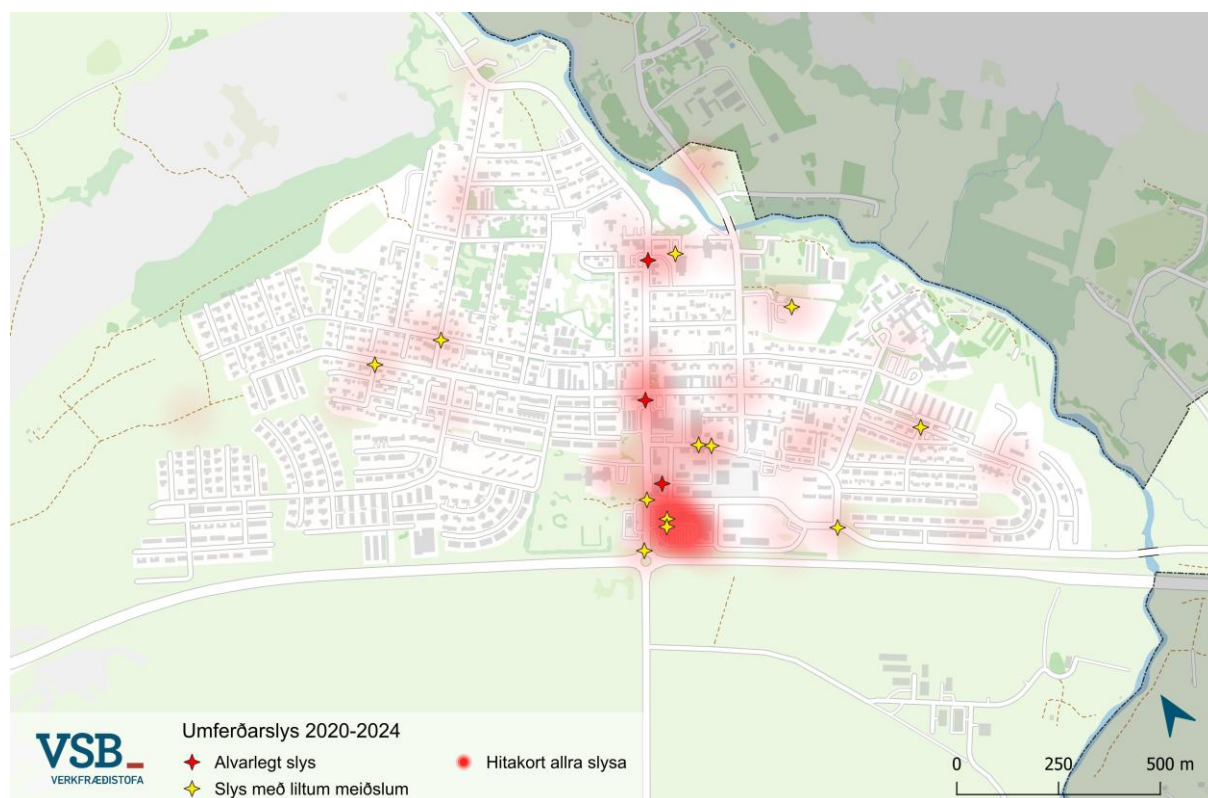 VSB
VERKFRÆÐISTOFA
Umferðarslys 2020-2024
Alvarlegt slys
Hitakort allra slysa
Slys með liltum meiðslum
0 250 500 m